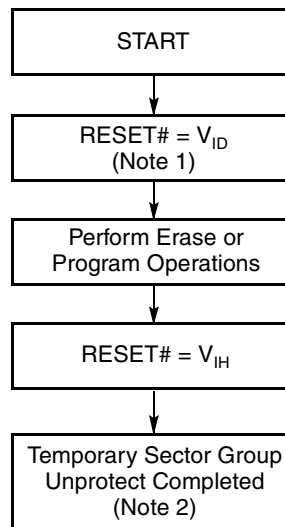 START
RESET# = VID
(Note 1)
Perform Erase or
Program Operations
RESET# = VIH
Temporary Sector Group
Unprotect Completed
(Note 2)